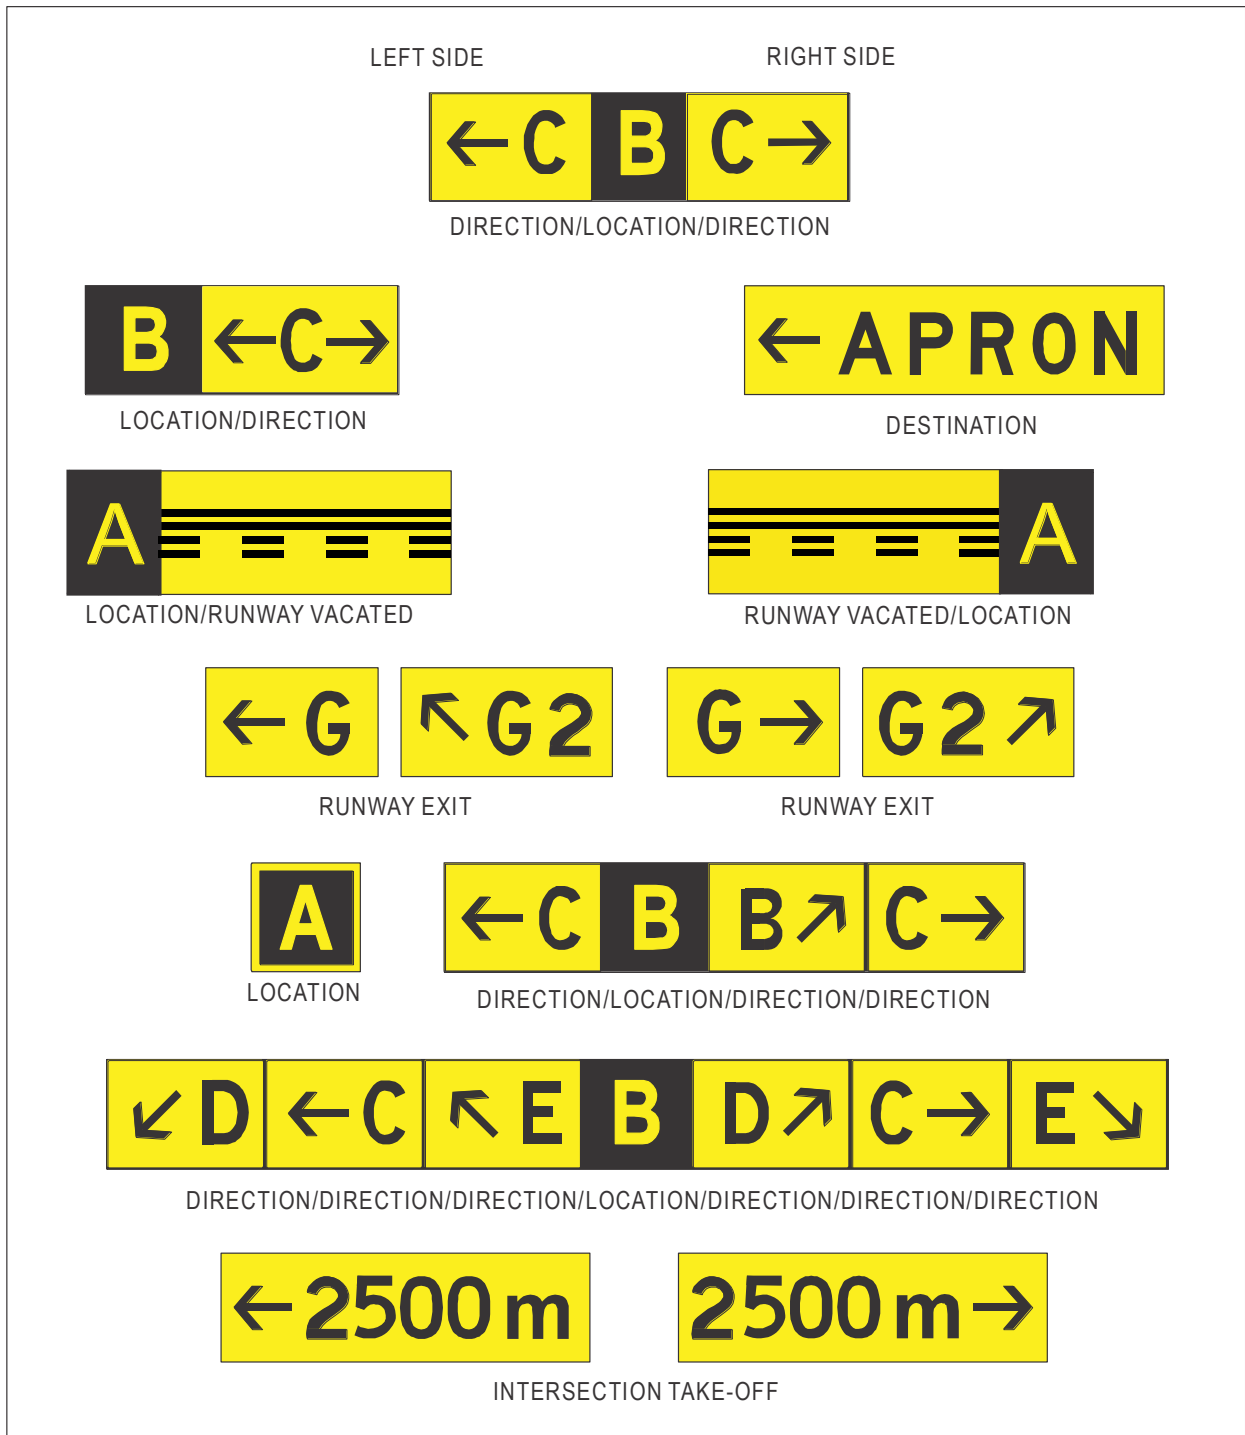 LEFT SIDE RIGHT SIDE
←C B C→
DIRECTION/LOCATION/DIRECTION
B ←C→ ←APRON
LOCATION/DIRECTION DESTINATION
A A
LOCATION/RUNWAY VACATED RUNWAY VACATED/LOCATION
←G ↖G2 G→ G2↗
RUNWAY EXIT RUNWAY EXIT
A ←C B B↗ C→
LOCATION DIRECTION/LOCATION/DIRECTION/DIRECTION
↙D ←C ↖E B D↗ C→ E↘
DIRECTION/DIRECTION/DIRECTION/LOCATION/DIRECTION/DIRECTION/DIRECTION
←2500m 2500m→
INTERSECTION TAKE-OFF